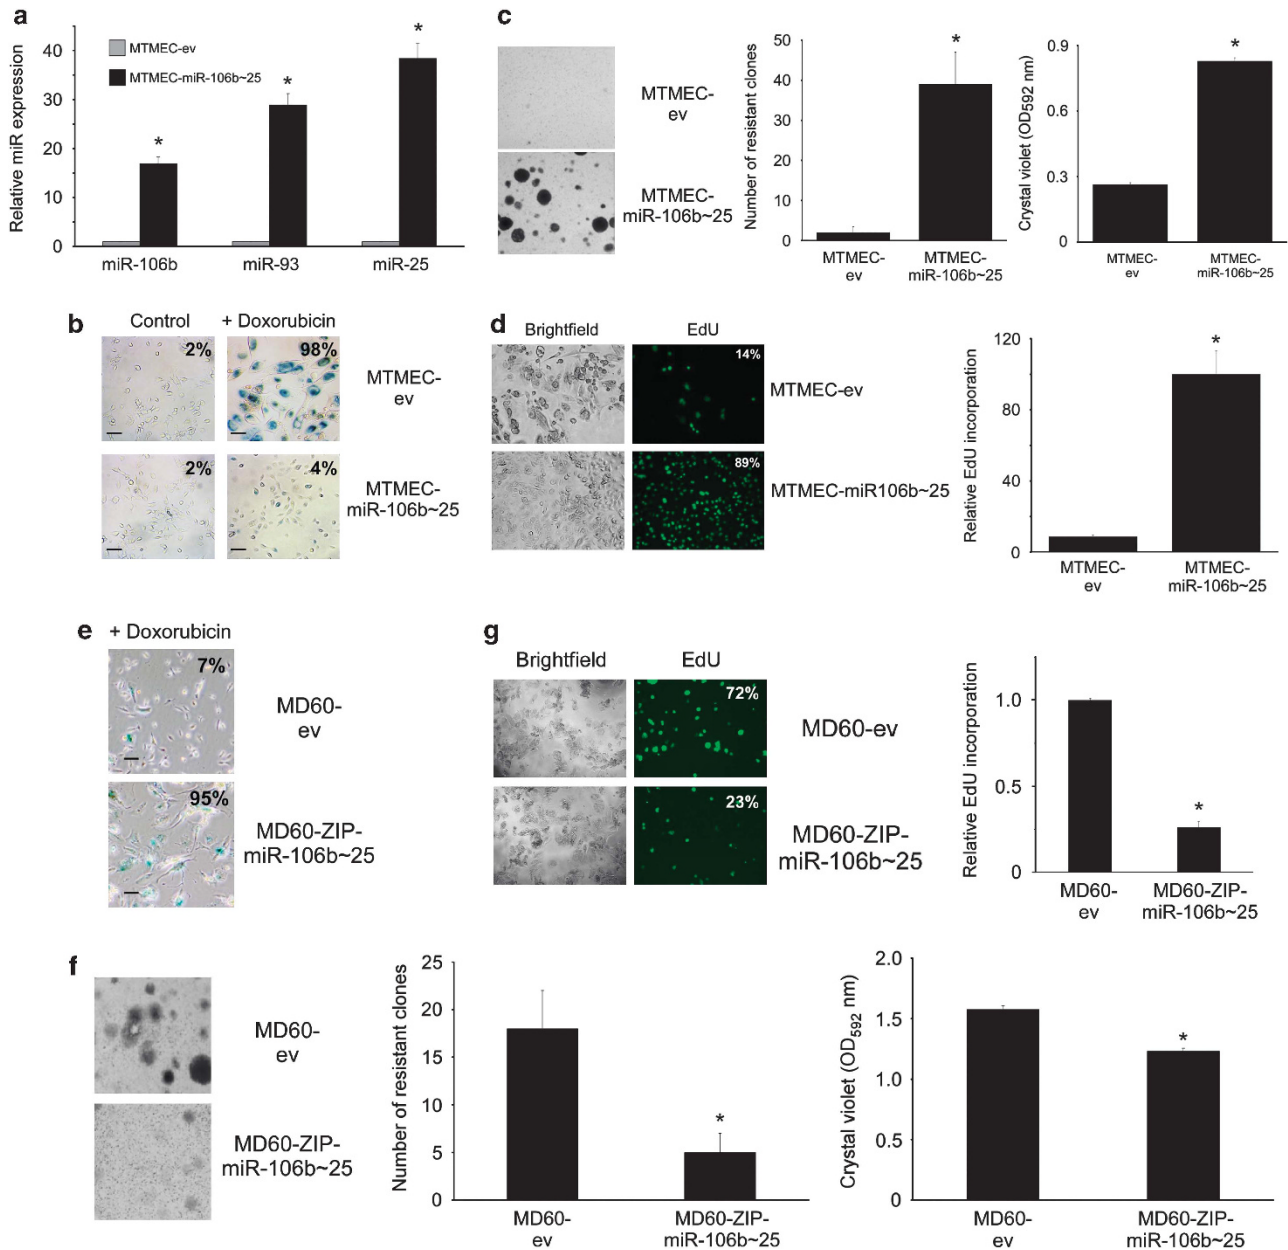 a
Relative miR expression
40
30
20
10
0
MTMEC-ev
MTMEC-miR-106b~25
*
*
*
miR-106b
miR-93
miR-25
c
MTMEC-
ev
MTMEC-
miR-106b~25
Number of resistant clones
50
40
30
20
10
0
*
MTMEC-
ev
MTMEC-
miR-106b~25
Crystal violet (OD592 nm)
0.9
0.6
0.3
0
*
MTMEC-
ev
MTMEC-
miR-106b~25
b
Control
+ Doxorubicin
2%
98%
MTMEC-
ev
2%
4%
MTMEC-
miR-106b~25
d
Brightfield
EdU
14%
MTMEC-ev
89%
MTMEC-miR106b~25
Relative EdU incorporation
120
100
80
60
40
20
0
*
MTMEC-
ev
MTMEC-
miR-106b~25
e
+ Doxorubicin
7%
MD60-
ev
95%
MD60-ZIP-
miR-106b~25
g
Brightfield
EdU
72%
MD60-ev
23%
MD60-ZIP-
miR-106b~25
Relative EdU incorporation
1.0
0.5
0
*
MD60-
ev
MD60-ZIP-
miR-106b~25
f
MD60-
ev
MD60-ZIP-
miR-106b~25
Number of resistant clones
25
20
15
10
5
0
*
MD60-
ev
MD60-ZIP-
miR-106b~25
Crystal violet (OD592 nm)
2.0
1.5
1.0
0.5
0
*
MD60-
ev
MD60-ZIP-
miR-106b~25